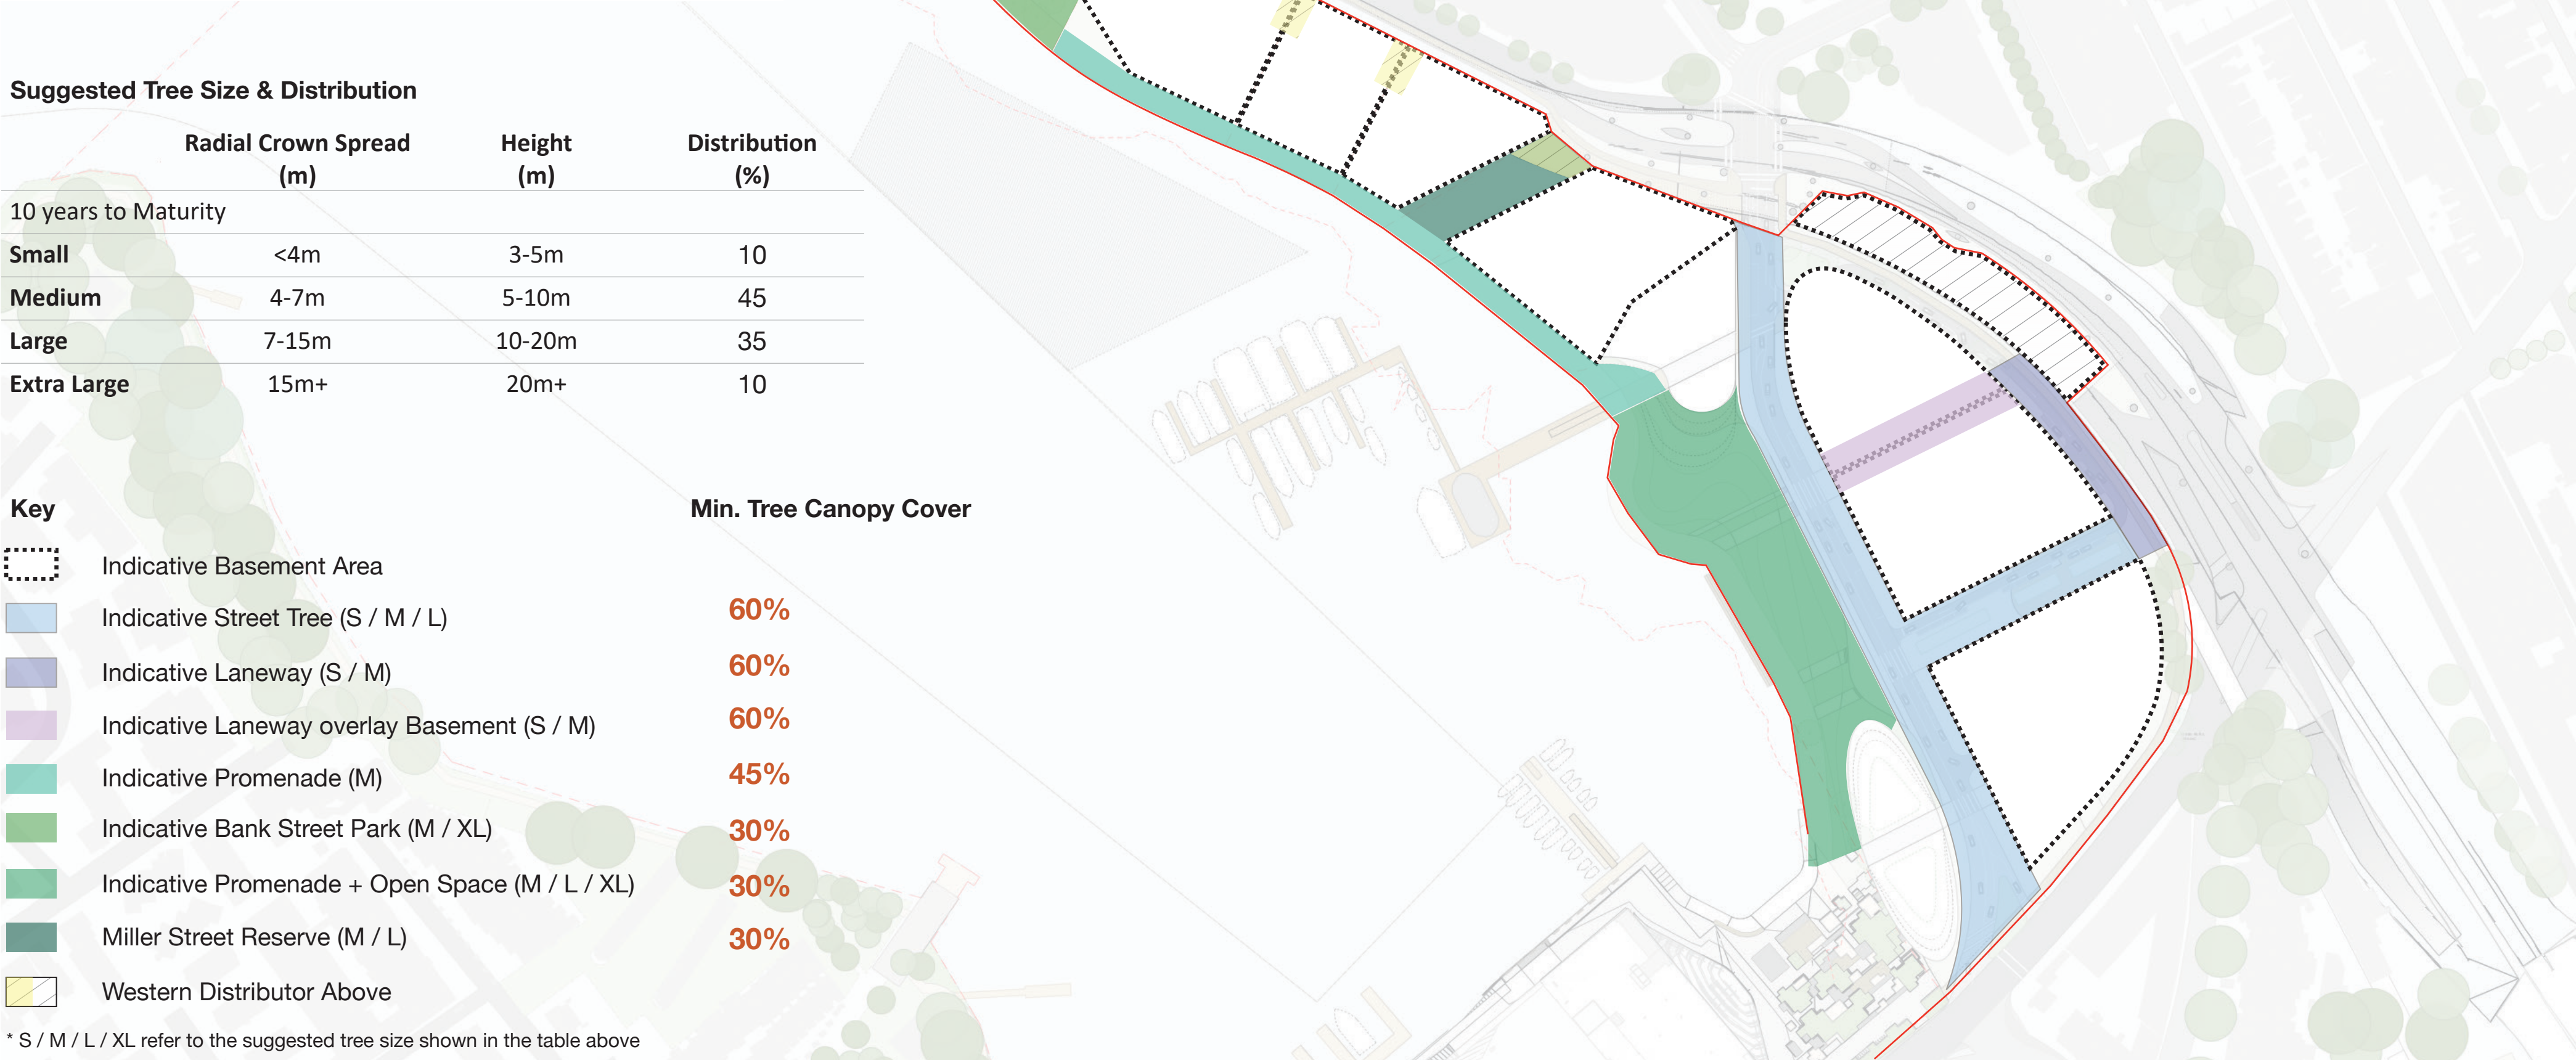 Suggested Tree Size & Distribution
Radial Crown Spread (m) Height (m) Distribution (%)
10 years to Maturity
Small <4m 3-5m 10
Medium 4-7m 5-10m 45
Large 7-15m 10-20m 35
Extra Large 15m+ 20m+ 10
Key Min. Tree Canopy Cover
Indicative Basement Area
Indicative Street Tree (S / M / L) 60%
Indicative Laneway (S / M) 60%
Indicative Laneway overlay Basement (S / M) 60%
Indicative Promenade (M) 45%
Indicative Bank Street Park (M / XL) 30%
Indicative Promenade + Open Space (M / L / XL) 30%
Miller Street Reserve (M / L) 30%
Western Distributor Above
* S / M / L / XL refer to the suggested tree size shown in the table above